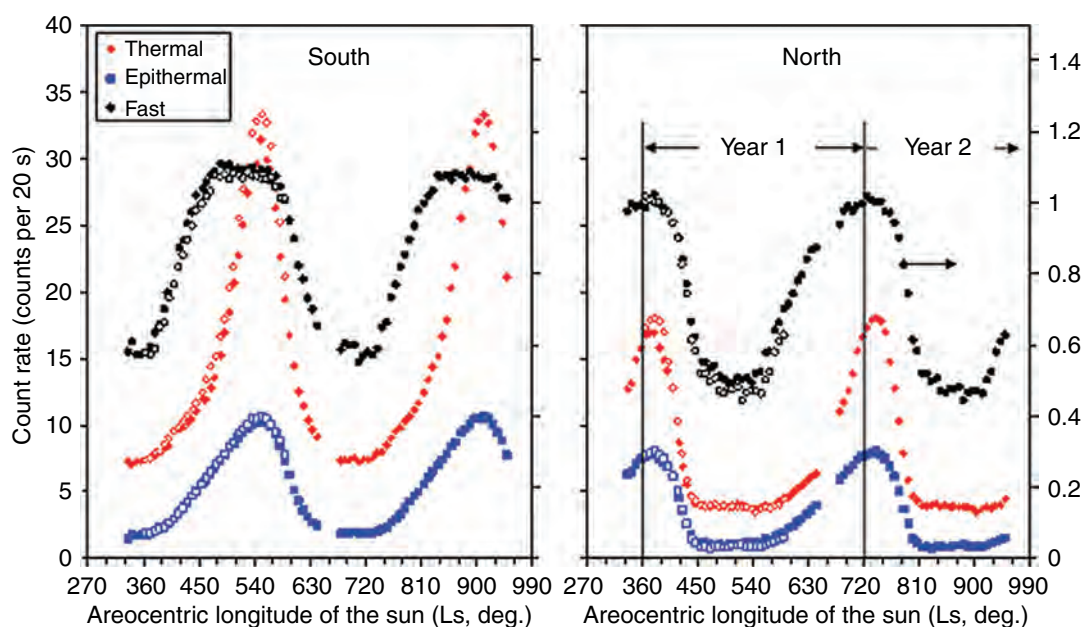 Count rate (counts per 20 s)
40
35
30
25
20
15
10
5
0
Thermal
Epithermal
Fast
South
270 360 450 540 630 720 810 900 990
Areocentric longitude of the sun (Ls, deg.)
North
Year 1
Year 2
1.4
1.2
1
0.8
0.6
0.4
0.2
0
270 360 450 540 630 720 810 900 990
Areocentric longitude of the sun (Ls, deg.)